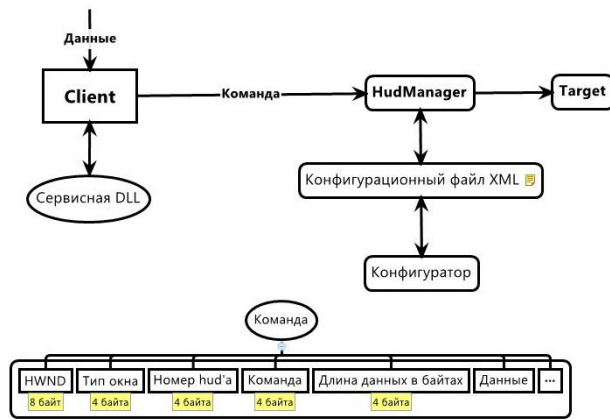 Данные
Client
Команда
HudManager
Target
Сервисная DLL
Конфигурационный файл XML
Конфигуратор
Команда
HWND Тип окна Номер hud'а Команда Длина данных в байтах Данные ...
8 байт 4 байта 4 байта 4 байта 4 байта